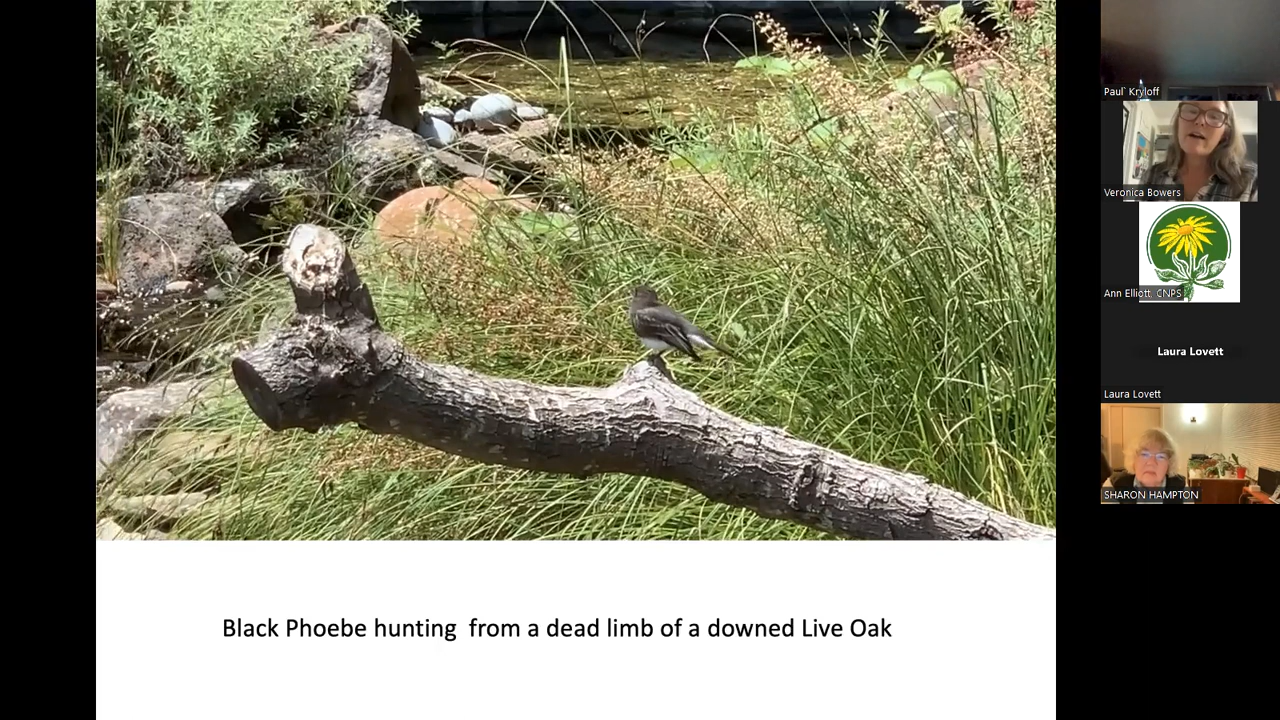 Black Phoebe hunting  from a dead limb of a downed Live Oak
Paul` Kryloff
Veronica Bowers
Ann Elliott, CNPS
Laura Lovett
Laura Lovett
SHARON HAMPTON